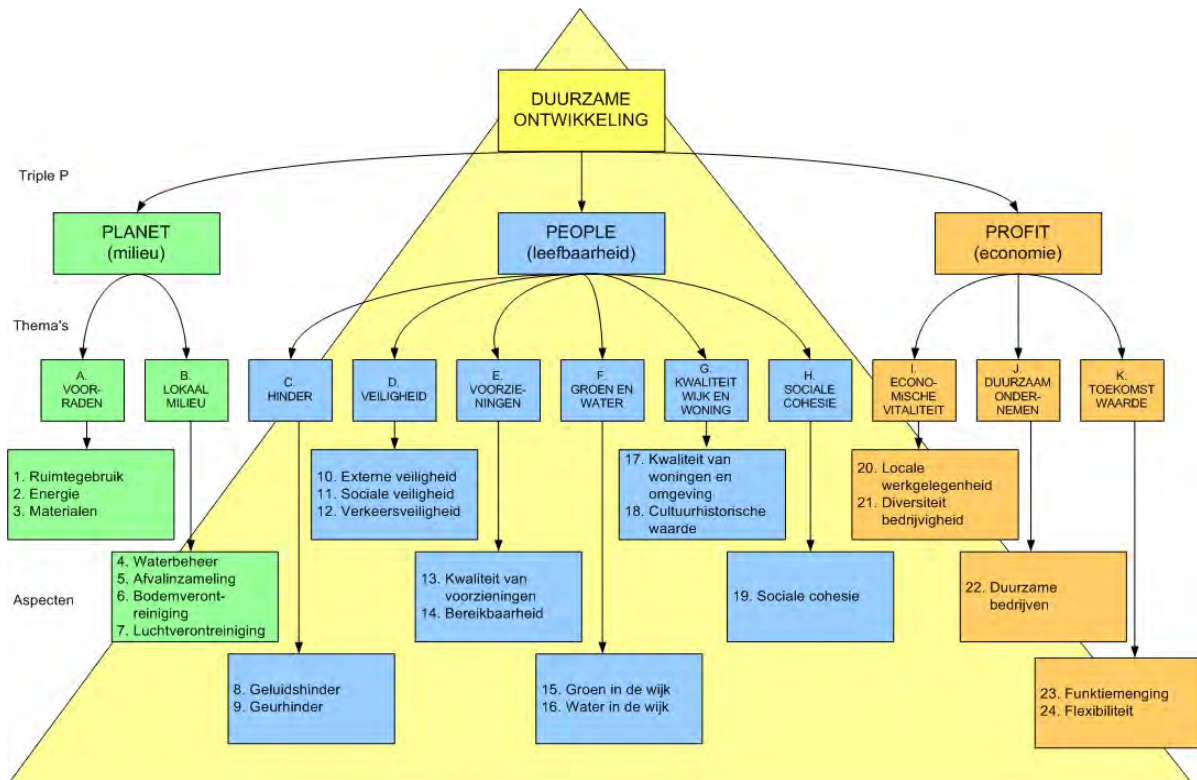 DUURZAME
ONTWIKKELING
Triple P
PLANET
(milieu)
PEOPLE
(leefbaarheid)
PROFIT
(economie)
Thema's
A.
VOOR-
RADEN
B.
LOKAAL
MILIEU
C.
HINDER
D.
VEILIGHEID
E.
VOORZIE-
NINGEN
F.
GROEN EN
WATER
G.
KWALITEIT
WIJK EN
WONING
H.
SOCIALE
COHESIE
I.
ECONO-
MISCHE
VITALITEIT
J.
DUURZAAM
ONDER-
NEMEN
K.
TOEKOMST
WAARDE
Aspecten
1. Ruimtegebruik
2. Energie
3. Materialen
4. Waterbeheer
5. Afvalinzameling
6. Bodemveront-
reiniging
7. Luchtverontreiniging
8. Geluidshinder
9. Geurhinder
10. Externe veiligheid
11. Sociale veiligheid
12. Verkeersveiligheid
13. Kwaliteit van
voorzieningen
14. Bereikbaarheid
15. Groen in de wijk
16. Water in de wijk
17. Kwaliteit van
woningen en
omgeving
18. Cultuurhistorische
waarde
19. Sociale cohesie
20. Locale
werkgelegenheid
21. Diversiteit
bedrijvigheid
22. Duurzame
bedrijven
23. Funktiemenging
24. Flexibiliteit